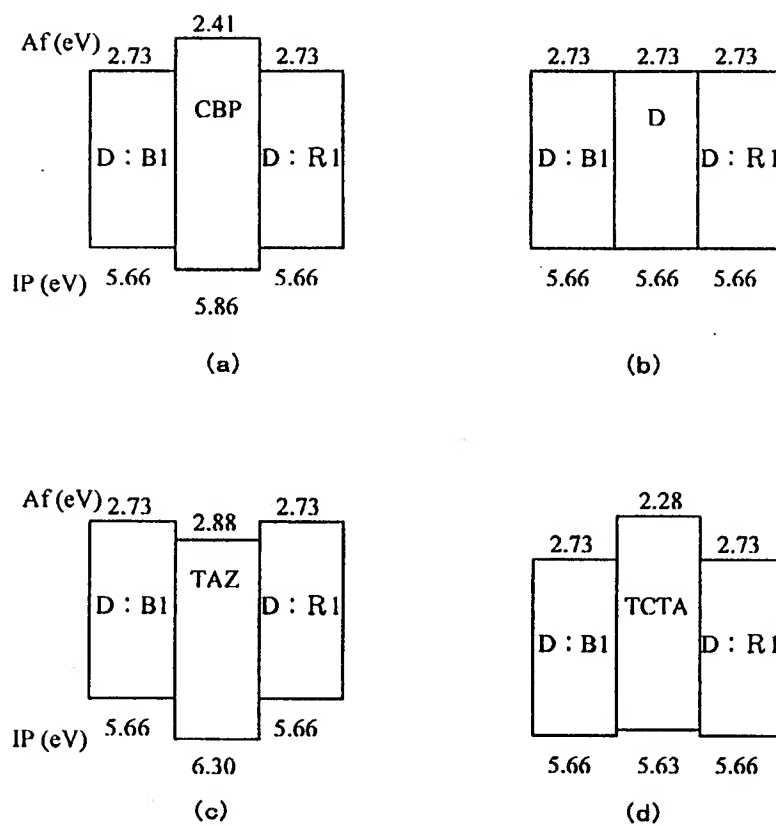 Af (eV) 2.73 2.41 2.73
CBP
D : B1 D : R1
IP (eV) 5.66 5.86 5.66
(a)
2.73 2.73 2.73
D
D : B1 D : R1
5.66 5.66 5.66
(b)
Af (eV) 2.73 2.88 2.73
TAZ
D : B1 D : R1
IP (eV) 5.66 6.30 5.66
(c)
2.73 2.28 2.73
TCTA
D : B1 D : R1
5.66 5.63 5.66
(d)